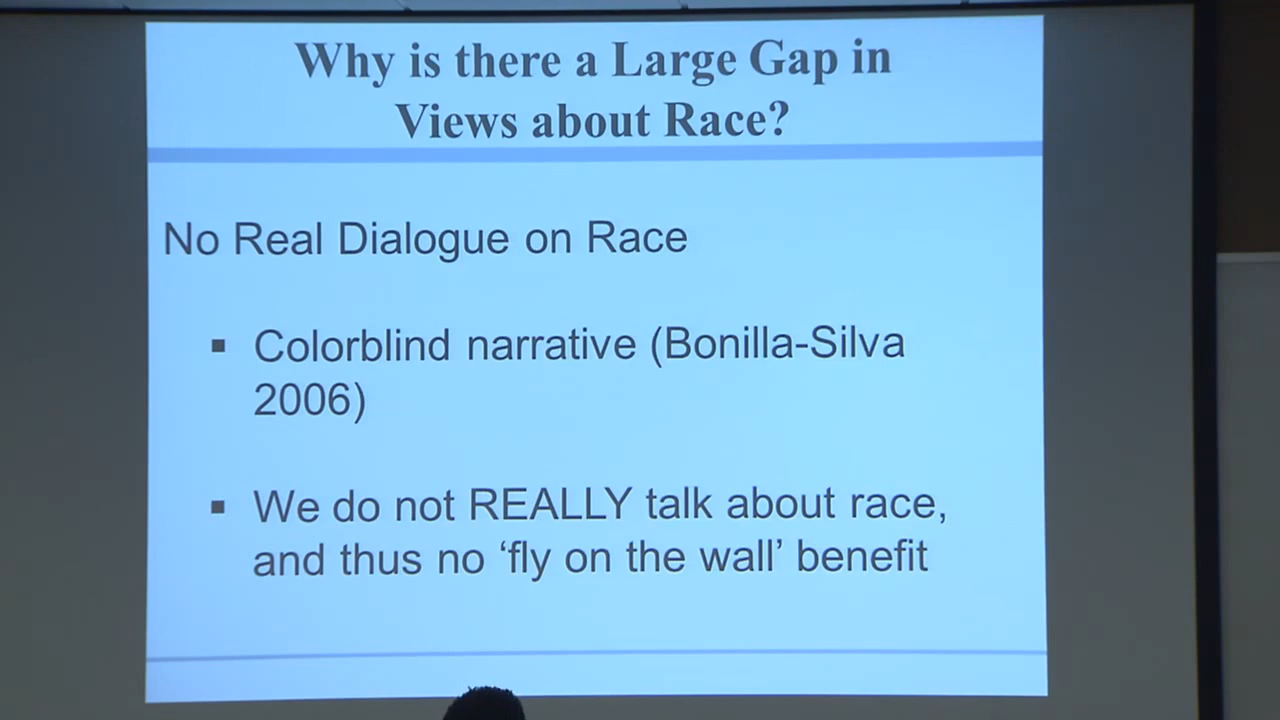 Why is there a Large Gap in
Views about Race?
No Real Dialogue on Race
▪ Colorblind narrative (Bonilla-Silva
2006)
▪ We do not REALLY talk about race,
and thus no ‘fly on the wall’ benefit